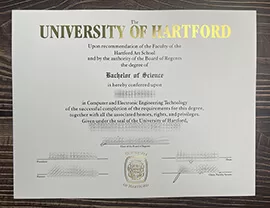 The
UNIVERSITY OF HARTFORD
Upon recommendation of the Faculty of the
Hartford Art School
and by the authority of the Board of Regents
the degree of
Bachelor of Science
is hereby conferred upon
in Computer and Electronic Engineering Technology
of the successful completion of the requirements for this degree,
together with all the associated honors, rights, and privileges.
Given under the seal of the University of Hartford,
OF HARTFORD